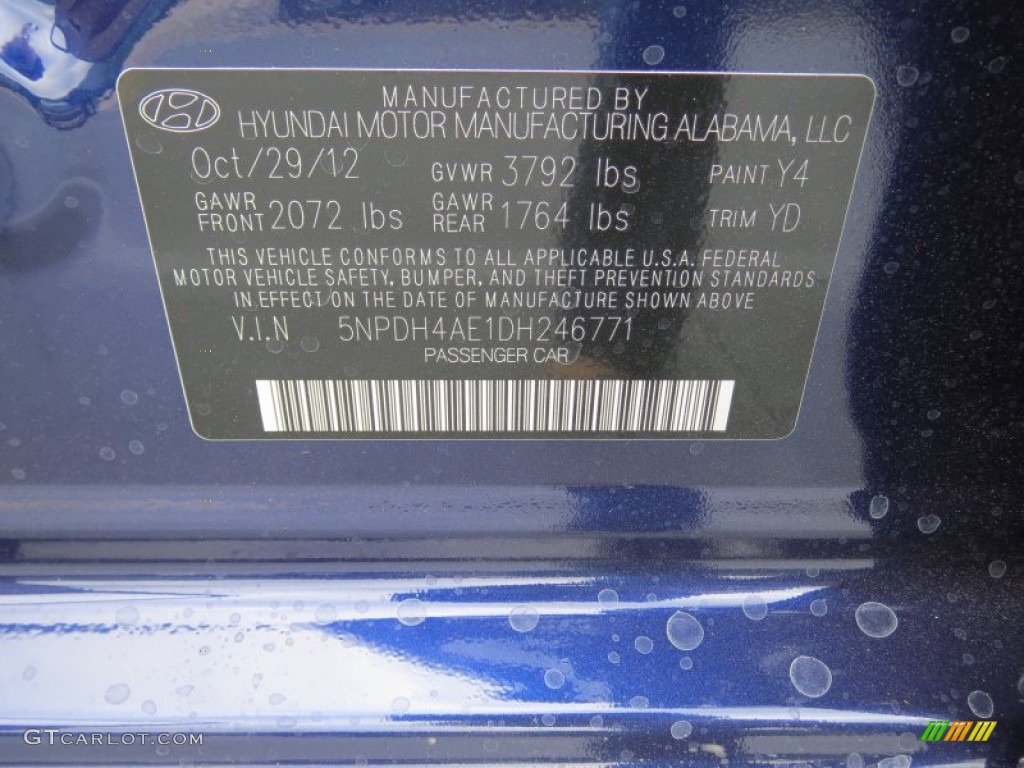 MANUFACTURED BY
HYUNDAI MOTOR MANUFACTURING ALABAMA, LLC
Oct/29/12 GVWR 3792 lbs PAINT Y4
GAWR FRONT 2072 lbs GAWR REAR 1764 lbs TRIM YD
THIS VEHICLE CONFORMS TO ALL APPLICABLE U.S.A. FEDERAL
MOTOR VEHICLE SAFETY, BUMPER, AND THEFT PREVENTION STANDARDS
IN EFFECT ON THE DATE OF MANUFACTURE SHOWN ABOVE
V.I.N 5NPDH4AE1DH246771
PASSENGER CAR
GTCARLOT.COM